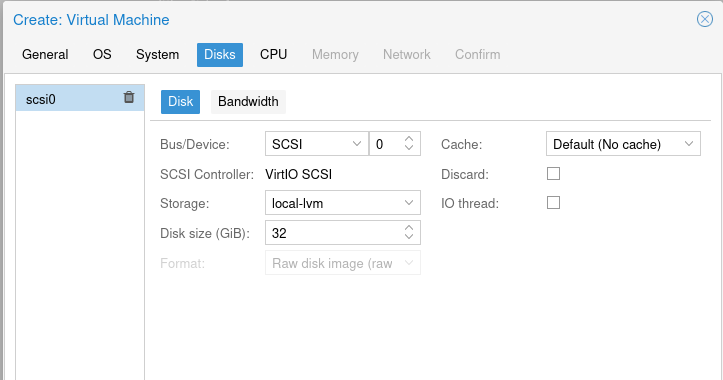 Create: Virtual Machine
General OS System Disks CPU Memory Network Confirm
scsi0
Disk Bandwidth
Bus/Device: SCSI 0 Cache: Default (No cache)
SCSI Controller: VirtIO SCSI Discard:
Storage: local-lvm IO thread:
Disk size (GiB): 32
Format: Raw disk image (raw